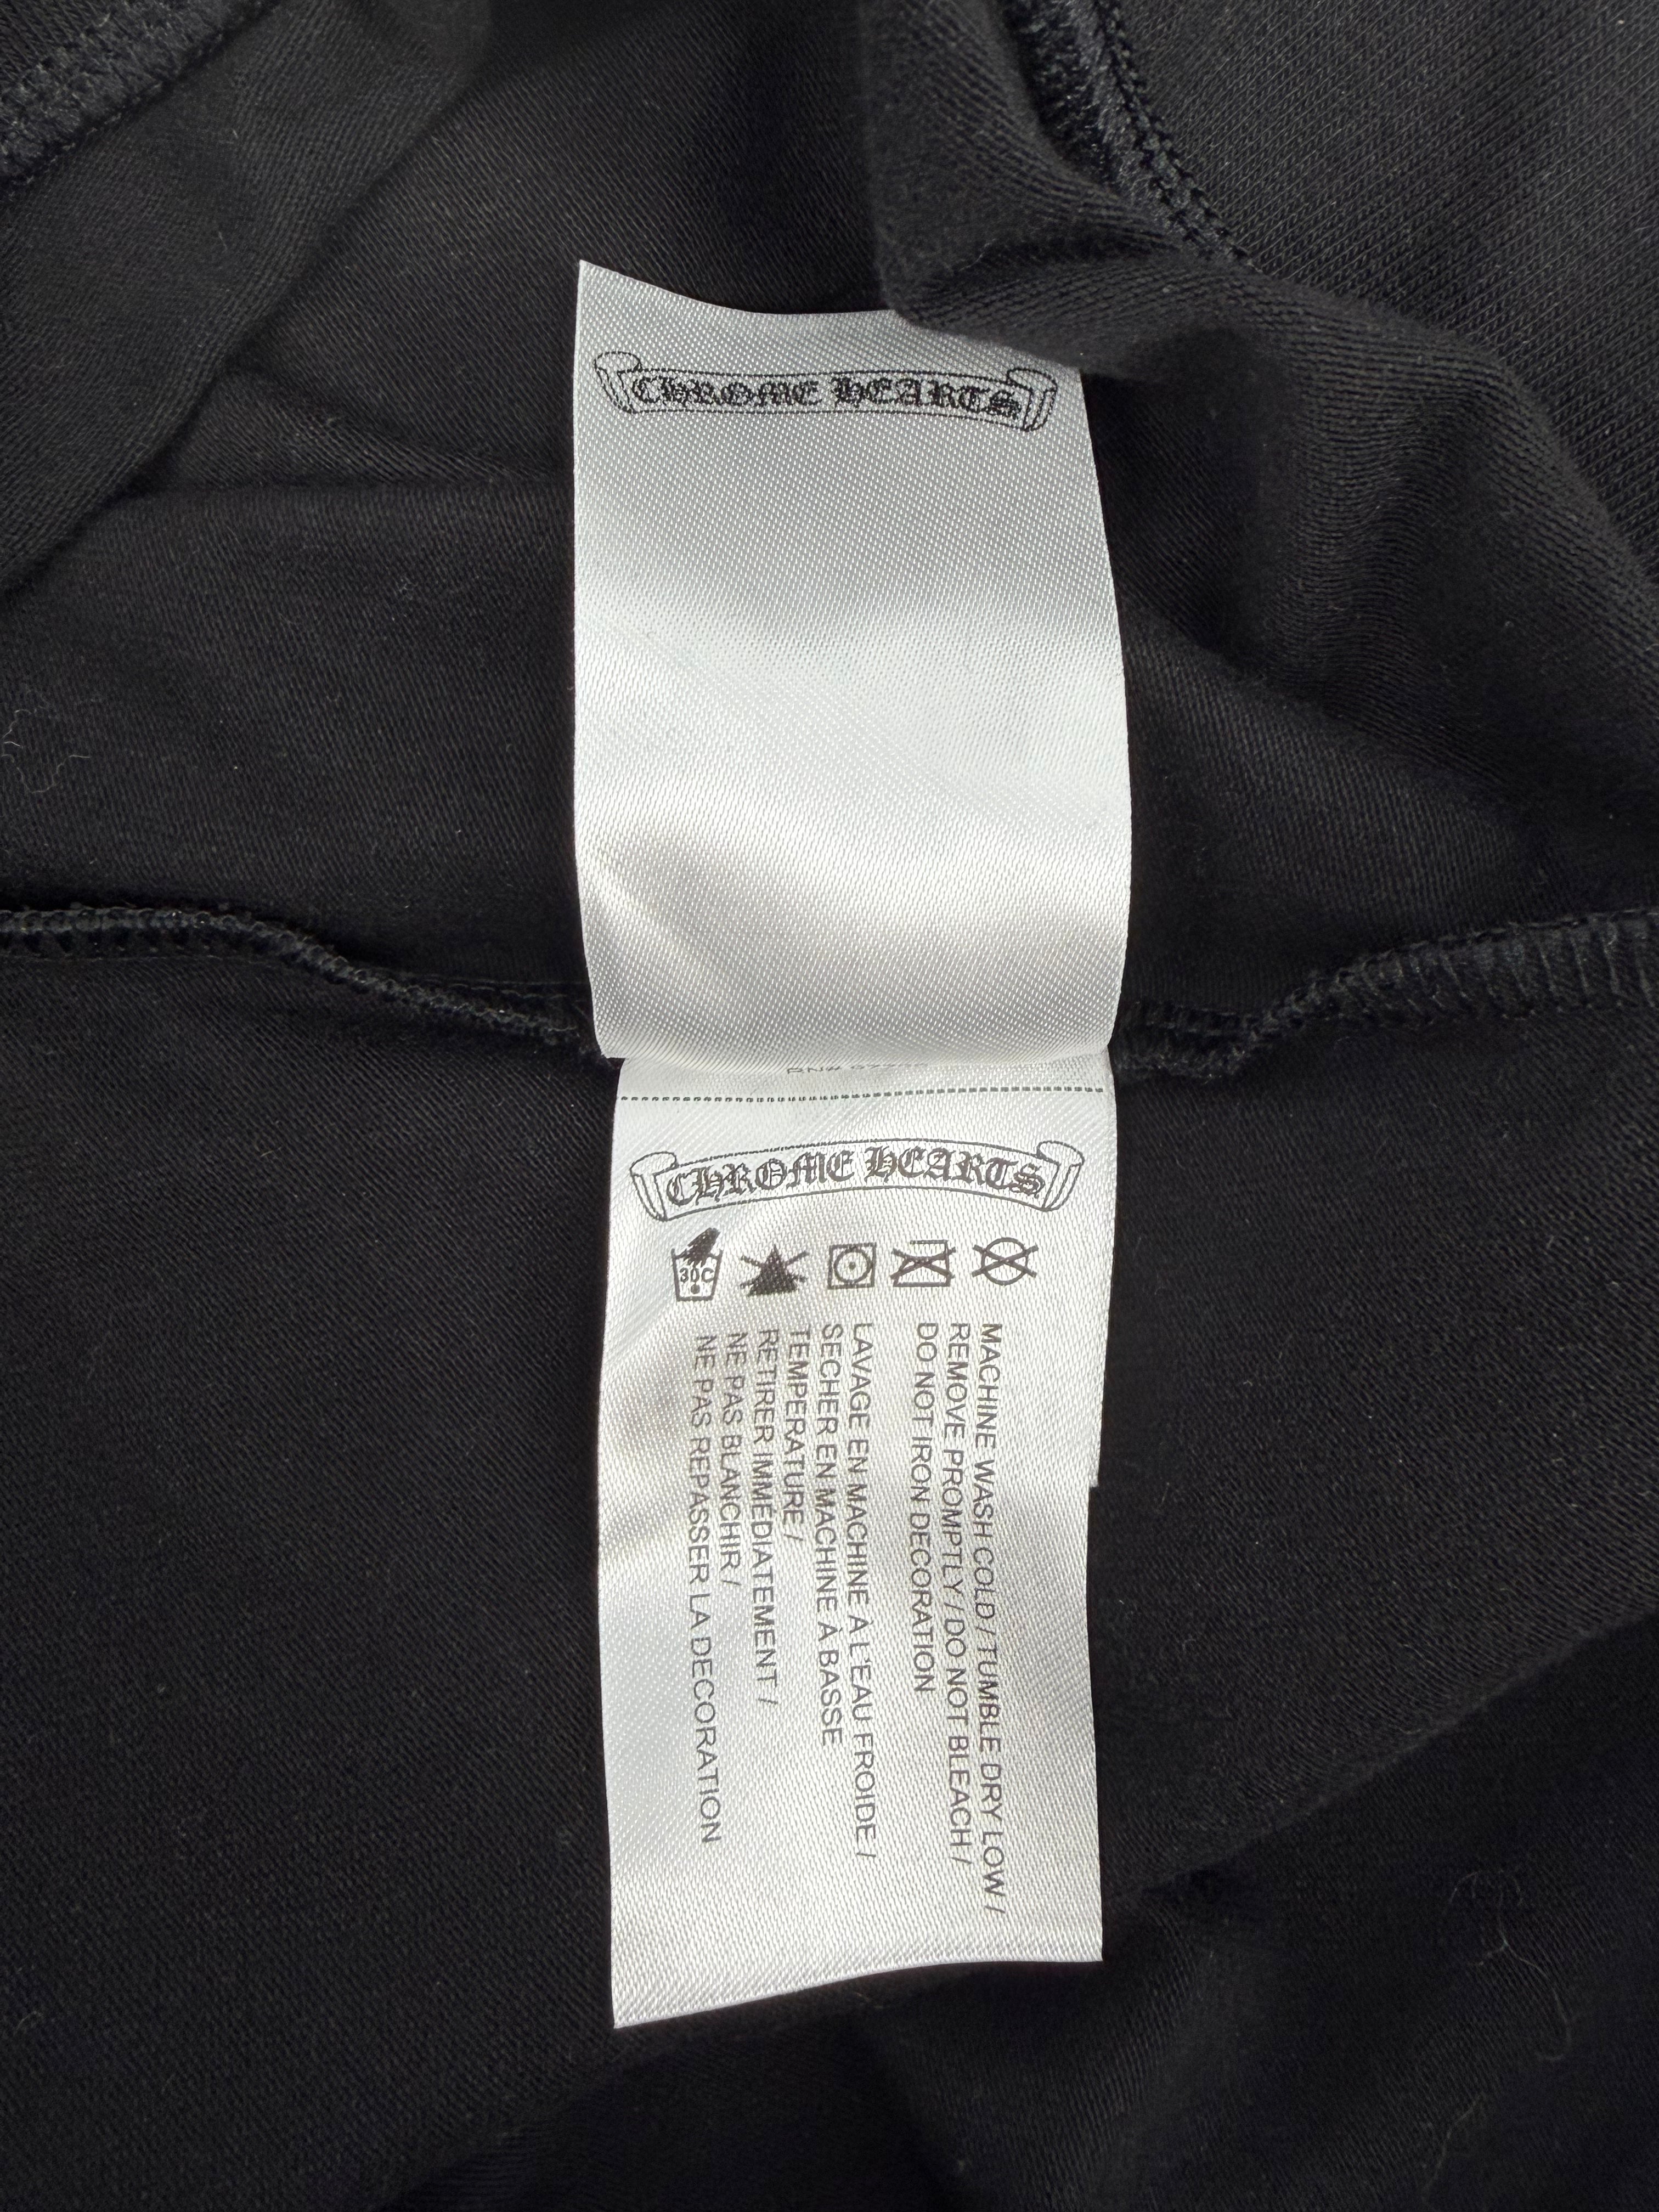 CHROME HEARTS
RN#
CHROME HEARTS
30C
MACHINE WASH COLD / TUMBLE DRY LOW /
REMOVE PROMPTLY / DO NOT BLEACH /
DO NOT IRON DECORATION
LAVAGE EN MACHINE À L'EAU FROIDE /
SECHER EN MACHINE À BASSE
TEMPERATURE /
RETIRER IMMÉDIATEMENT /
NE PAS BLANCHIR /
NE PAS REPASSER LA DECORATION